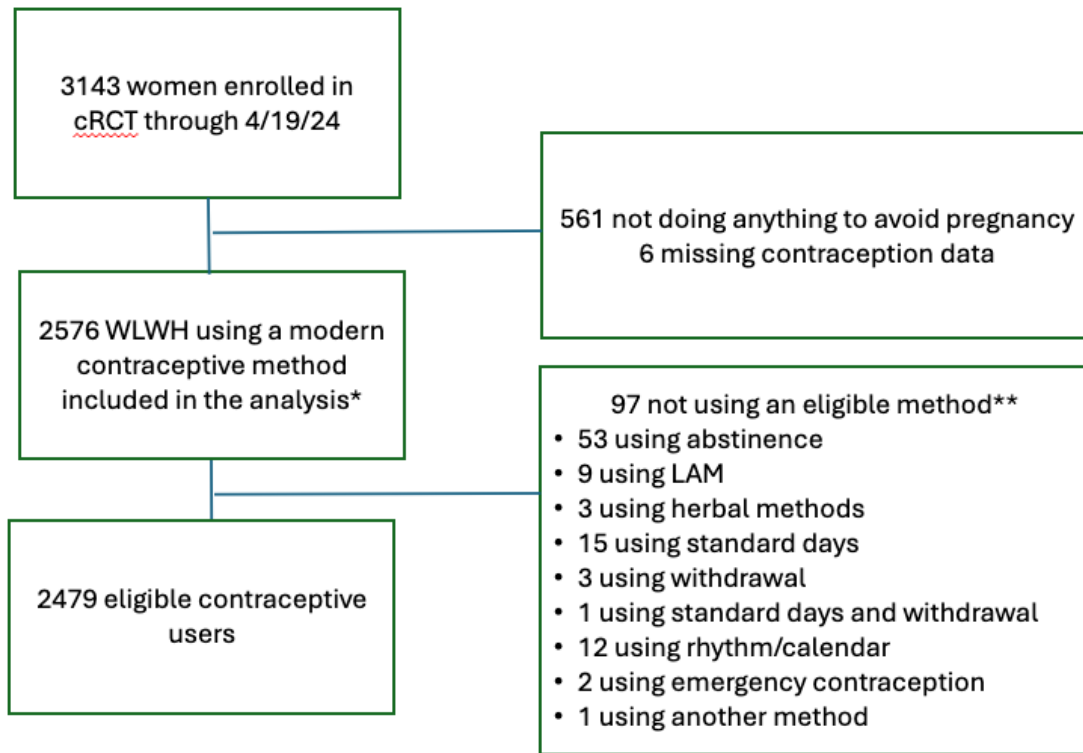 3143 women enrolled in
cRCT through 4/19/24
561 not doing anything to avoid pregnancy
6 missing contraception data
2576 WLWH using a modern
contraceptive method
included in the analysis*
97 not using an eligible method**
• 53 using abstinence
• 9 using LAM
• 3 using herbal methods
• 15 using standard days
• 3 using withdrawal
• 1 using standard days and withdrawal
• 12 using rhythm/calendar
• 2 using emergency contraception
• 1 using another method
2479 eligible contraceptive
users